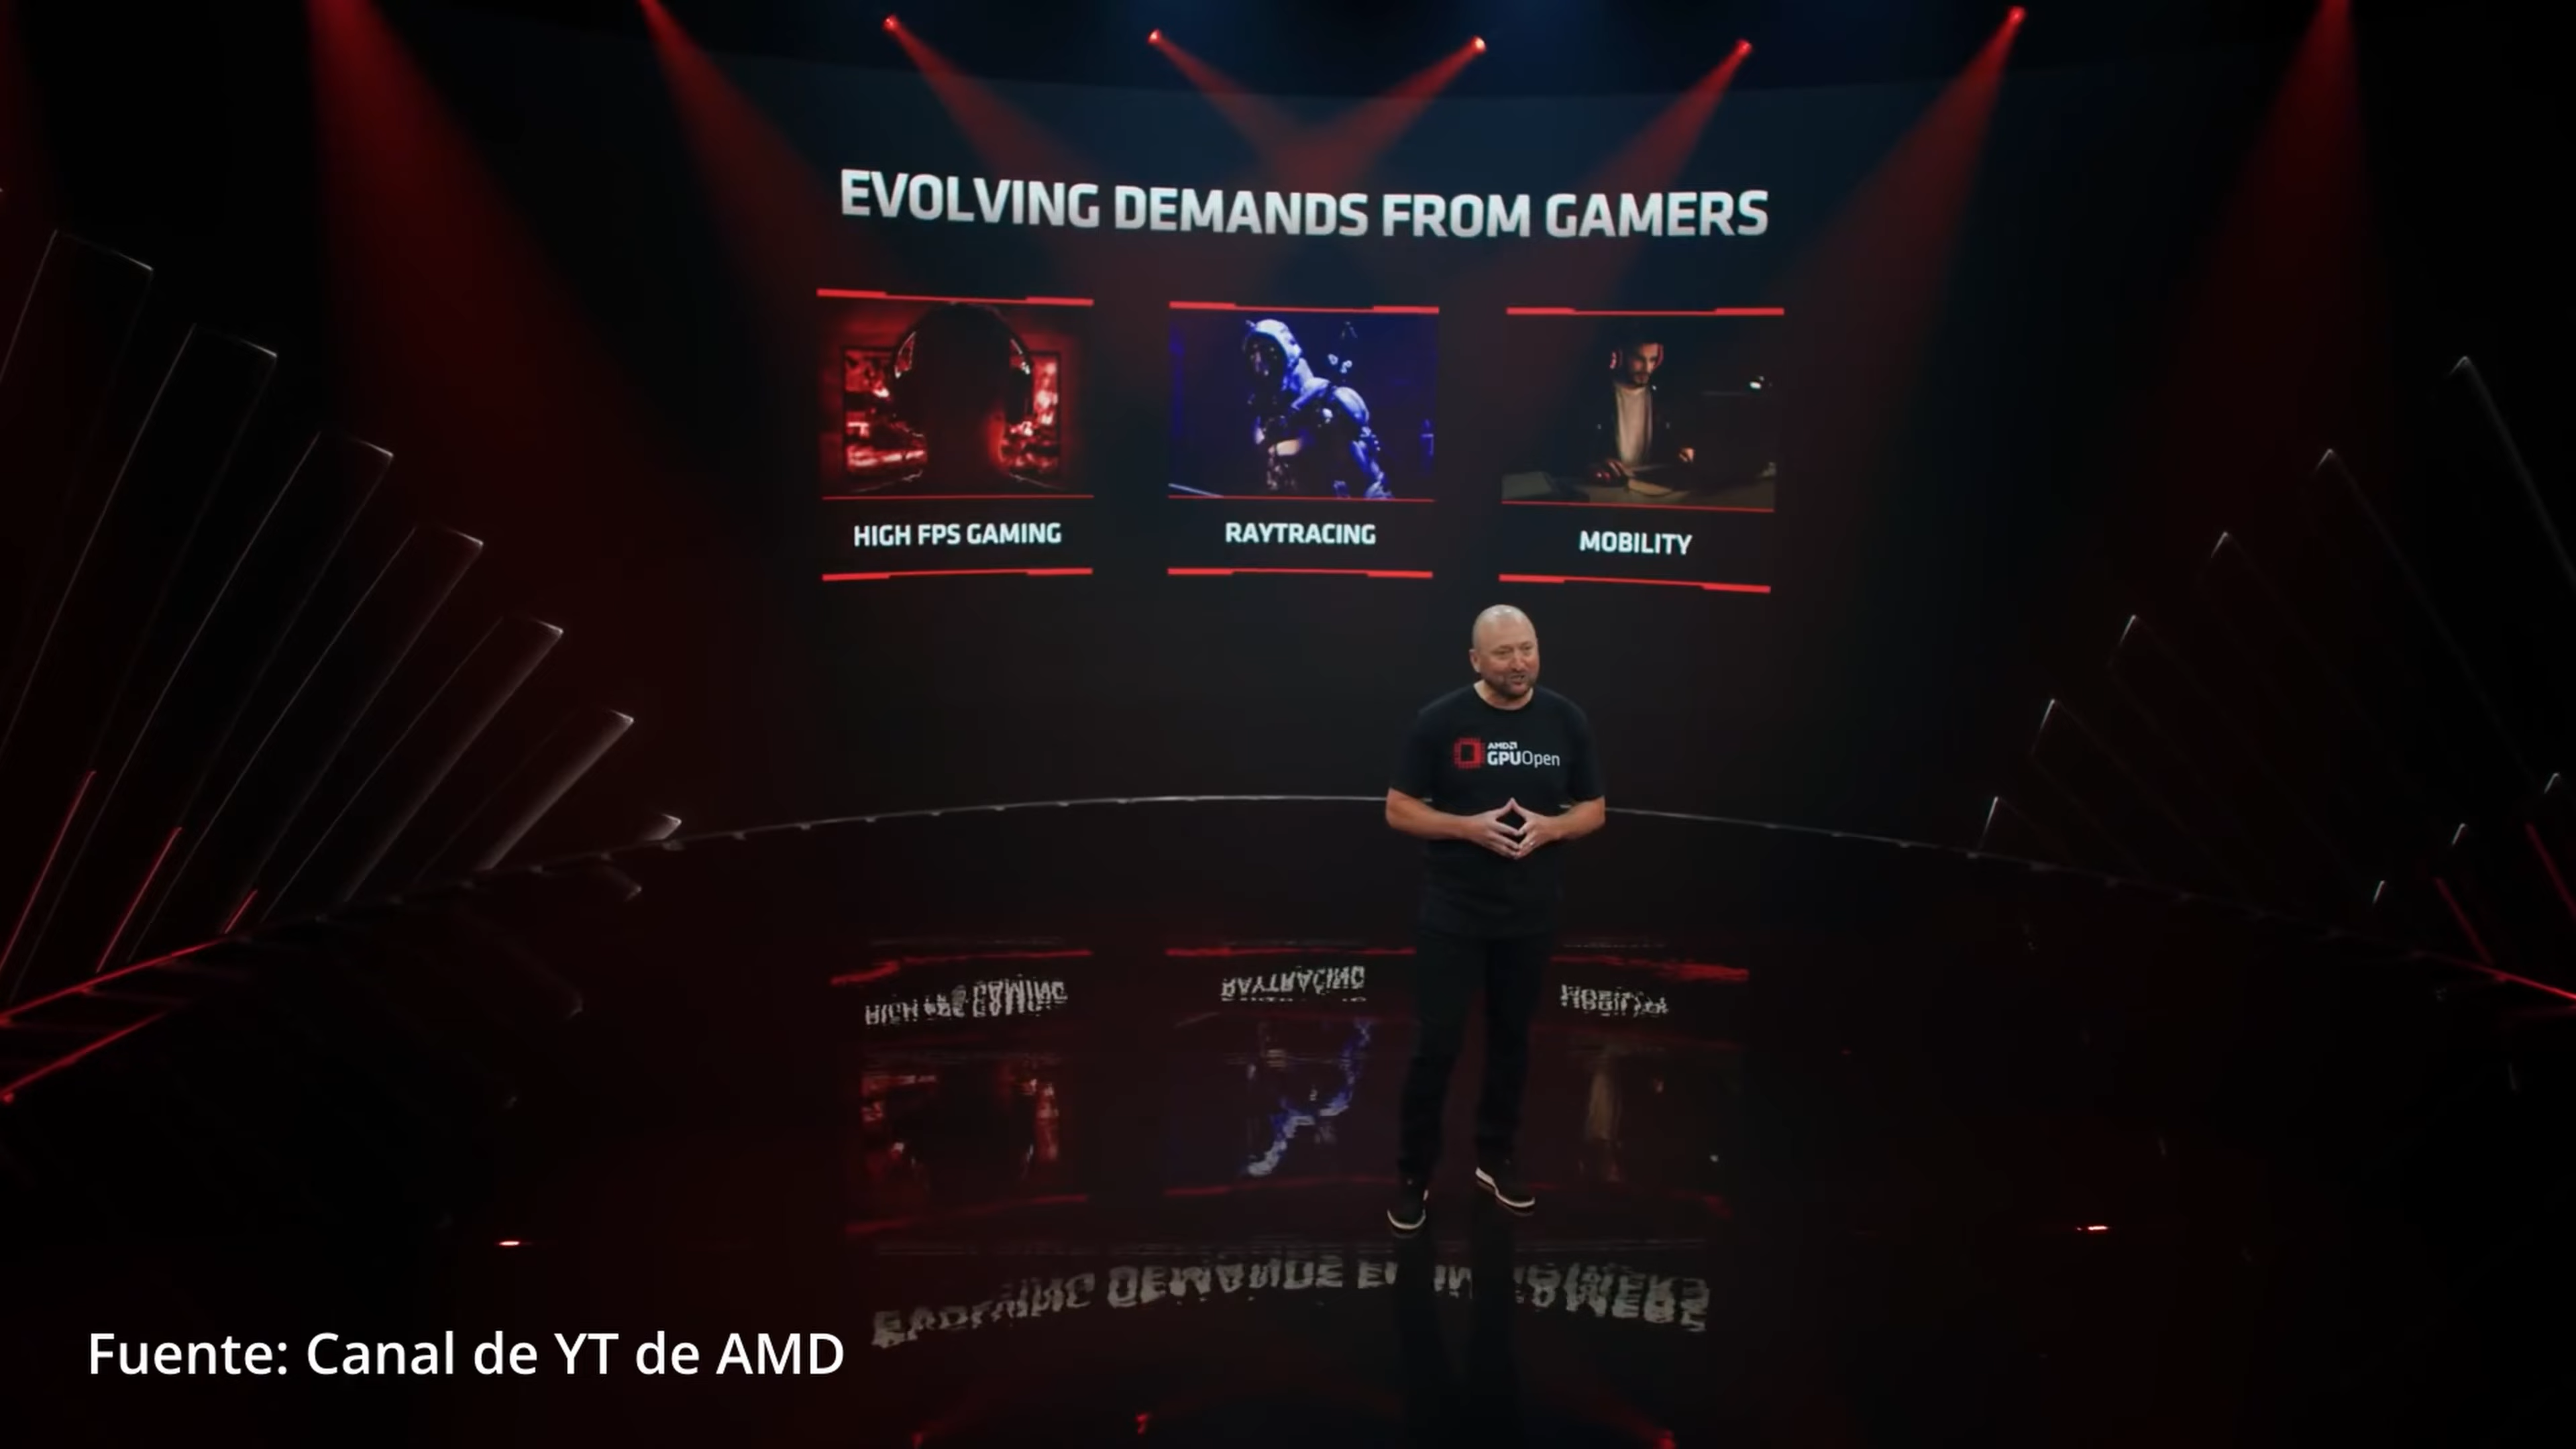 EVOLVING DEMANDS FROM GAMERS
HIGH FPS GAMING
RAYTRACING
MOBILITY
AMD
GPUOpen
Fuente: Canal de YT de AMD